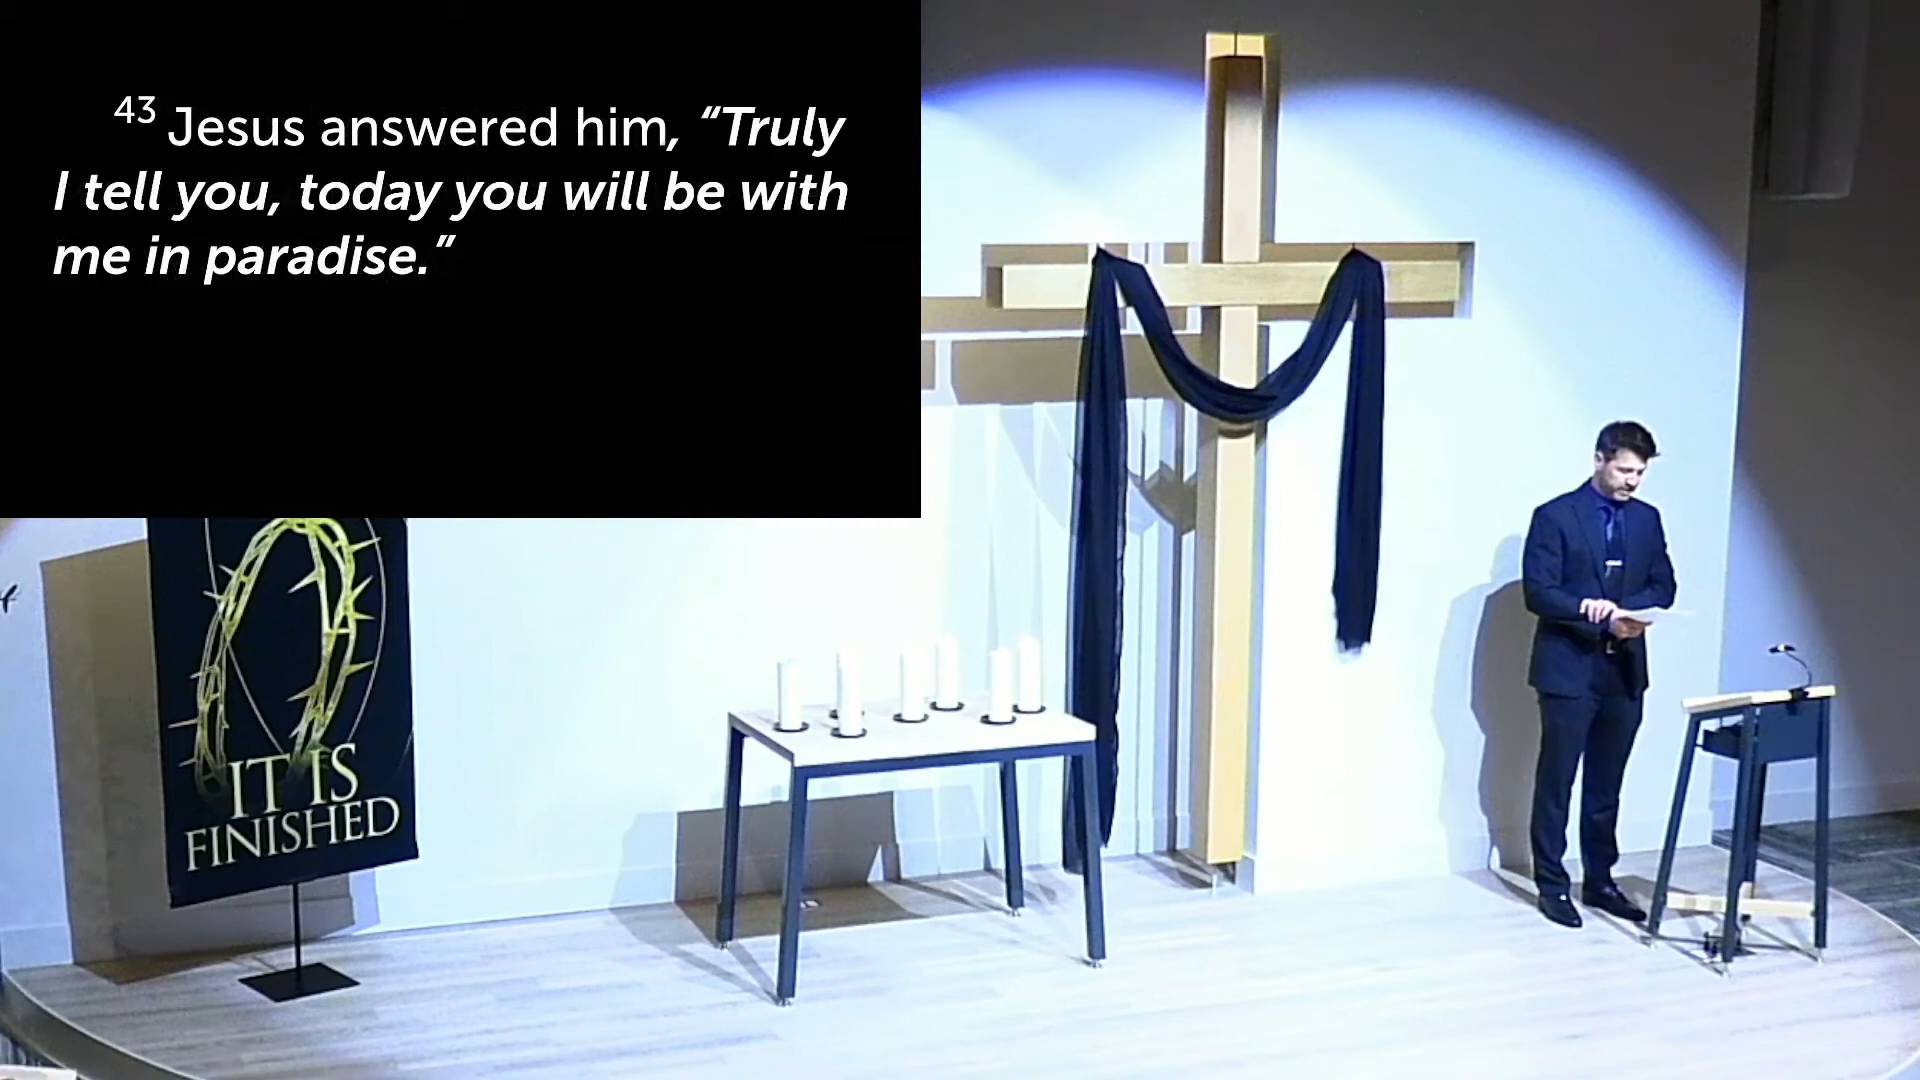 43 Jesus answered him, “Truly
I tell you, today you will be with
me in paradise.”
IT IS
FINISHED